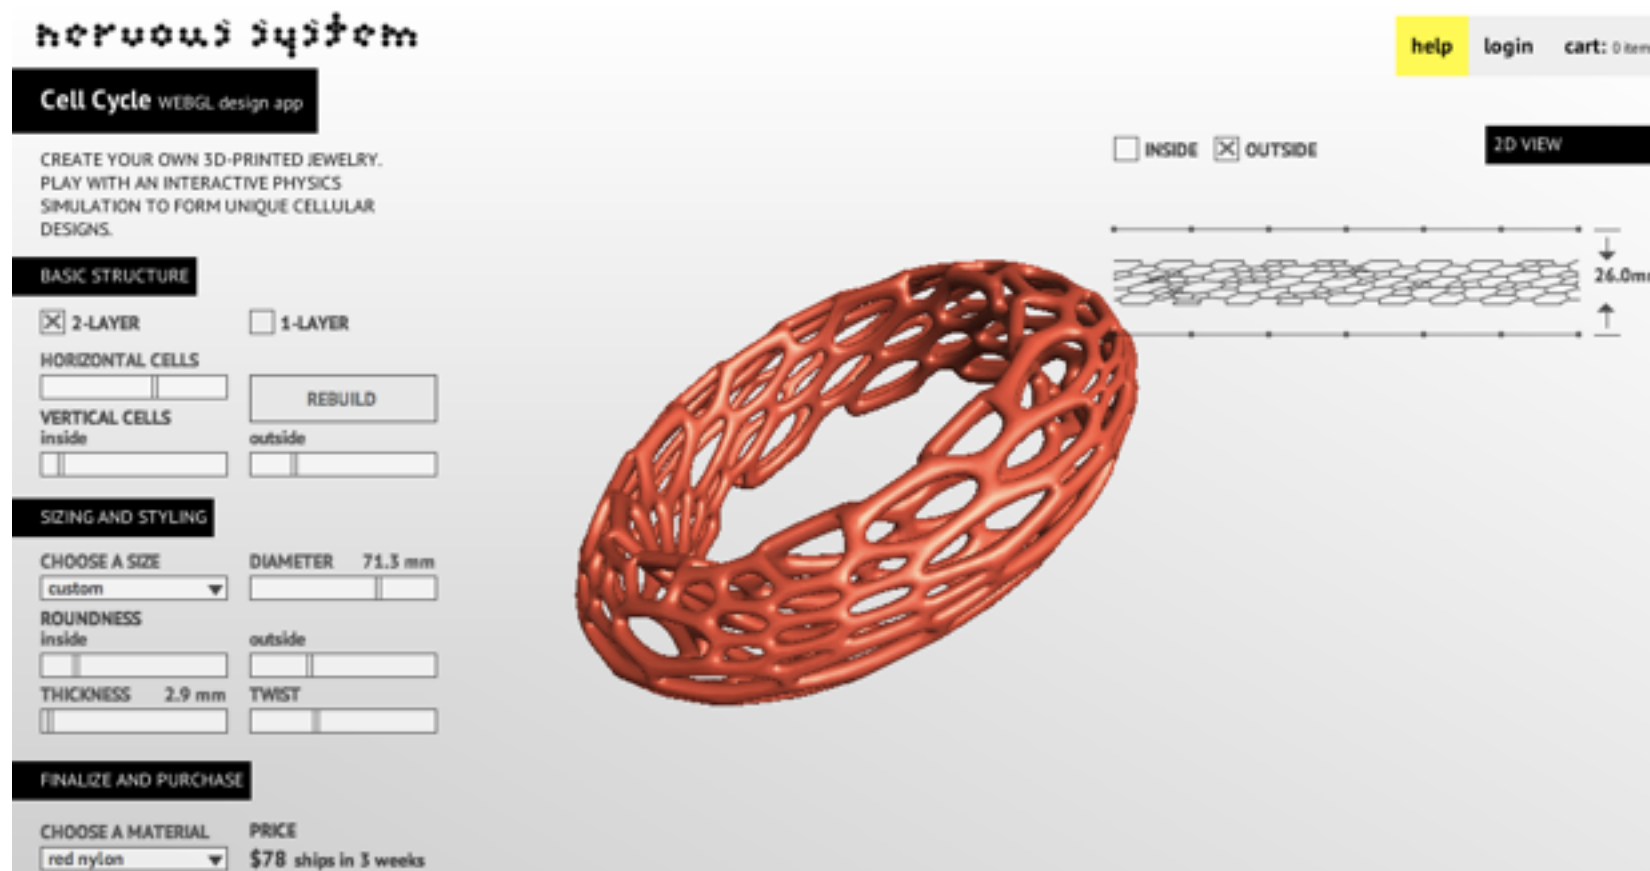 nervous system
help login cart: 0
Cell Cycle WEBGL design app
CREATE YOUR OWN 3D-PRINTED JEWELRY.
PLAY WITH AN INTERACTIVE PHYSICS
SIMULATION TO FORM UNIQUE CELLULAR
DESIGNS.
INSIDE OUTSIDE
2D VIEW
26.0m
BASIC STRUCTURE
2-LAYER 1-LAYER
HORIZONTAL CELLS
REBUILD
VERTICAL CELLS
inside outside
SIZING AND STYLING
CHOOSE A SIZE DIAMETER 71.3 mm
custom
ROUNDNESS
inside outside
THICKNESS 2.9 mm TWIST
FINALIZE AND PURCHASE
CHOOSE A MATERIAL PRICE
red nylon $78 ships in 3 weeks